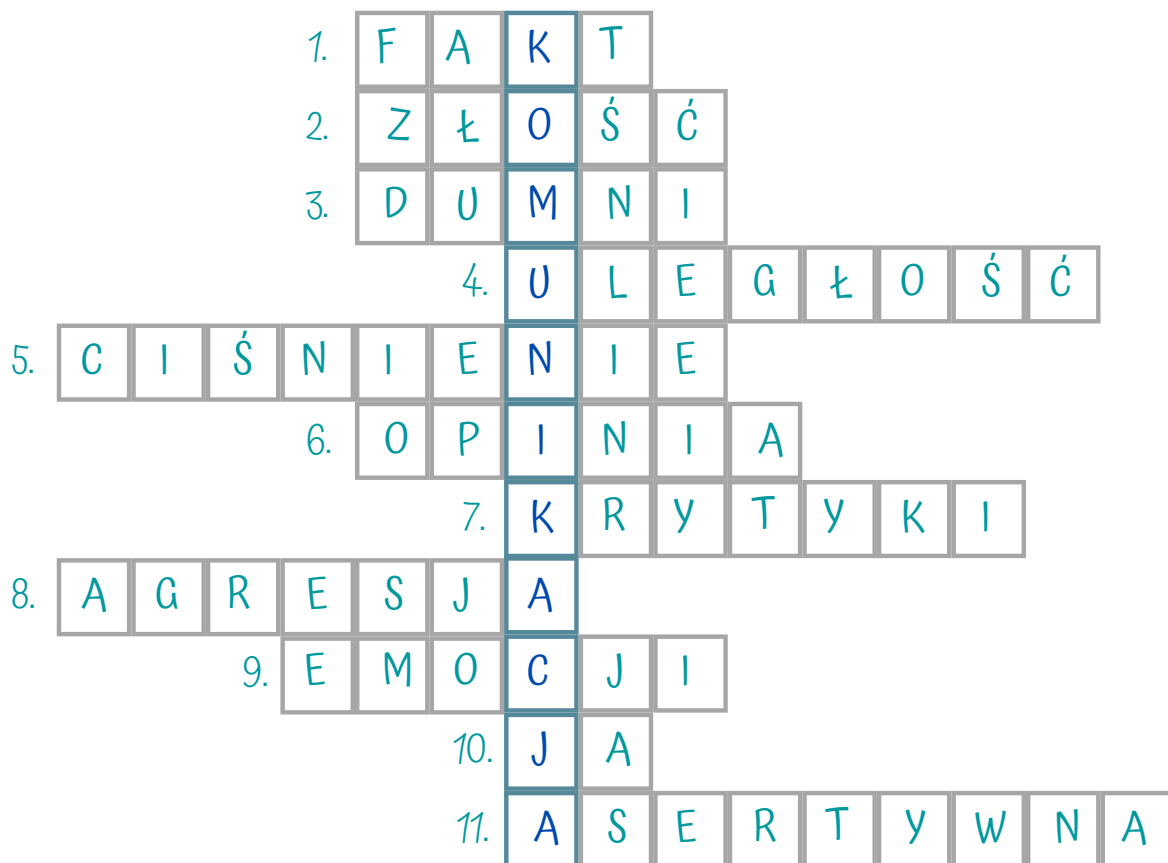 1. FAKT
2. ZŁOŚĆ
3. DUMNI
4. ULEGŁOŚĆ
5. CIŚNIENIE
6. OPINIA
7. KRYTYKI
8. AGRESJA
9. EMOCJI
10. JA
11. ASERTYWNA